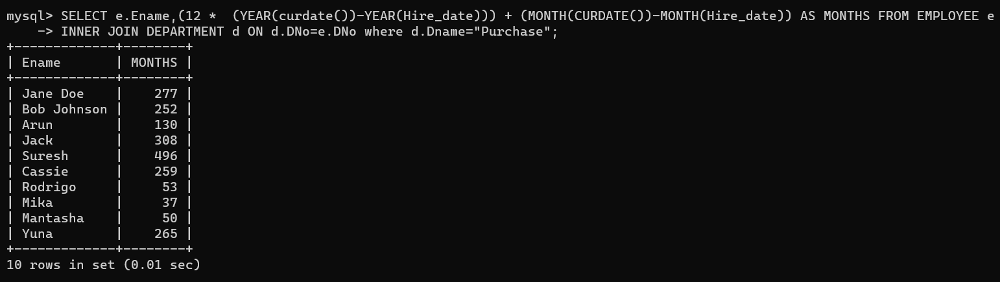 mysql> SELECT e.Ename,(12 *  (YEAR(curdate())-YEAR(Hire_date))) + (MONTH(CURDATE())-MONTH(Hire_date)) AS MONTHS FROM EMPLOYEE e
    -> INNER JOIN DEPARTMENT d ON d.DNo=e.DNo where d.Dname="Purchase";
+-------------+--------+
| Ename       | MONTHS |
+-------------+--------+
| Jane Doe    |    277 |
| Bob Johnson |    252 |
| Arun        |    130 |
| Jack        |    308 |
| Suresh      |    496 |
| Cassie      |    259 |
| Rodrigo     |     53 |
| Mika        |     37 |
| Mantasha    |     50 |
| Yuna        |    265 |
+-------------+--------+
10 rows in set (0.01 sec)